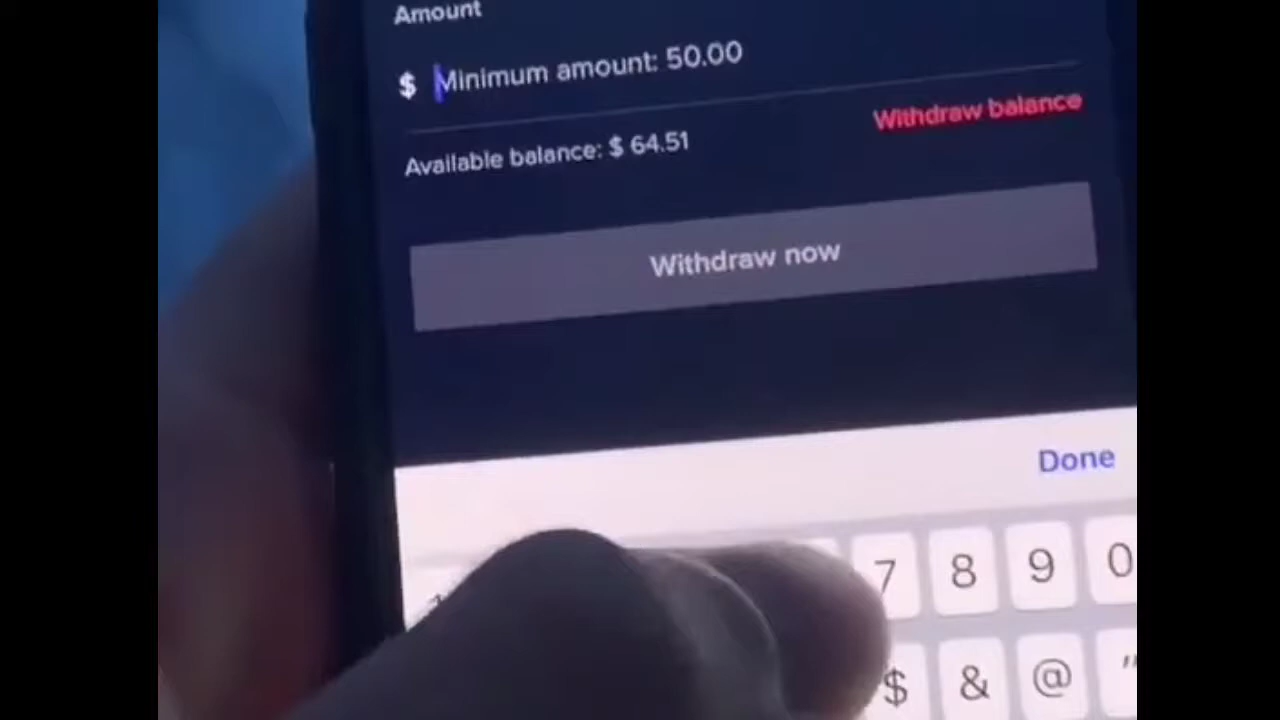 Amount
$ Minimum amount: 50.00
Withdraw balance
Available balance: $ 64.51
Withdraw now
Done
7 8 9 0
$ & @ "